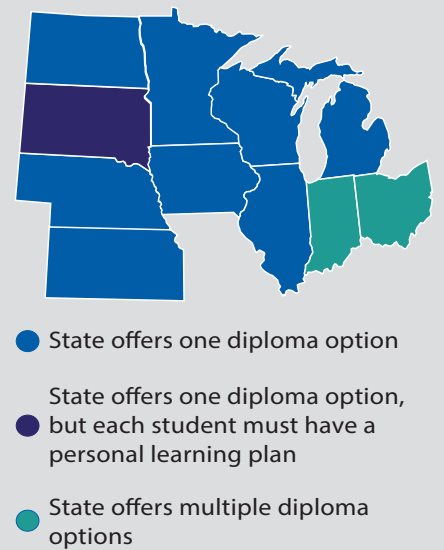 State offers one diploma option
State offers one diploma option,
but each student must have a
personal learning plan
State offers multiple diploma
options